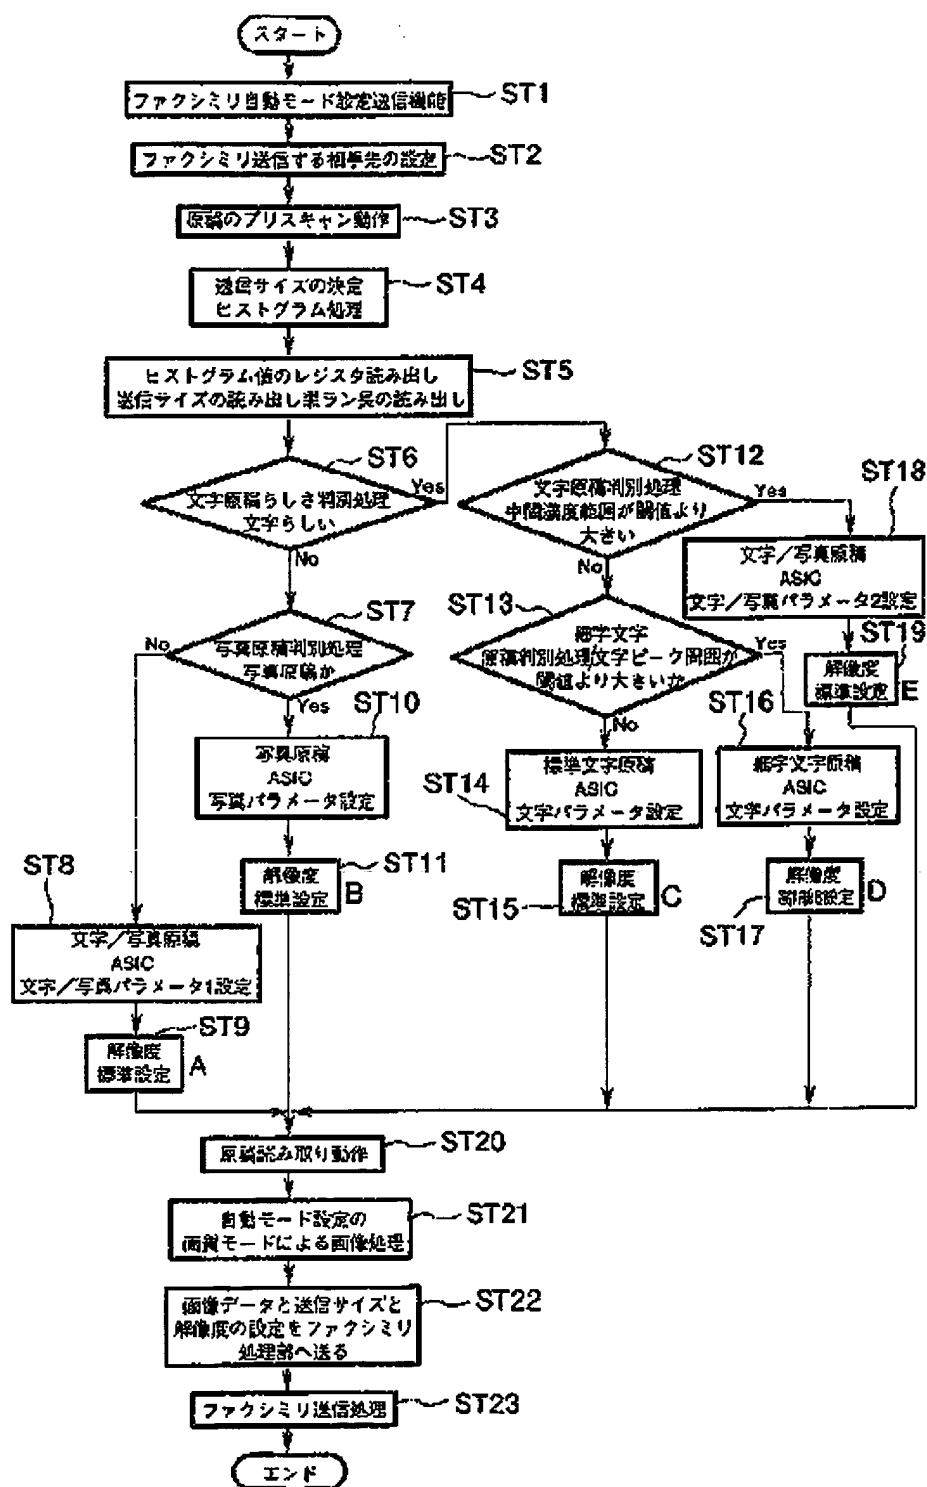 スタート
ファクシミリ自動モード設定送信機能
ST1
ファクシミリ送信する相手先の設定
ST2
原稿のプリスキャン動作
ST3
送信サイズの決定
ヒストグラム処理
ST4
ヒストグラム値のレジスタ読み出し
送信サイズの読み出し黒ラン長の読み出し
ST5
文字原稿らしき判別処理
文字らしい
ST6
Yes
No
文字原稿判別処理
中間濃度範囲が閾値より
大きい
ST12
Yes
No
文字/写真原稿
ASIC
文字/写真パラメータ2設定
ST18
写真原稿判別処理
写真原稿か
ST7
No
Yes
細字文字
原稿判別処理/文字ピーク周囲が
閾値より大きいか
ST13
Yes
No
解像度
標準設定
ST19
E
写真原稿
ASIC
写真パラメータ設定
ST10
標準文字原稿
ASIC
文字パラメータ設定
ST14
細字文字原稿
ASIC
文字パラメータ設定
ST16
解像度
標準設定
B
ST11
解像度
標準設定
C
ST15
解像度
設定
D
ST17
ST8
文字/写真原稿
ASIC
文字/写真パラメータ1設定
ST9
解像度
標準設定
A
原稿読み取り動作
ST20
自動モード設定の
画質モードによる画像処理
ST21
画像データと送信サイズと
解像度の設定をファクシミリ
処理部へ送る
ST22
ファクシミリ送信処理
ST23
エンド